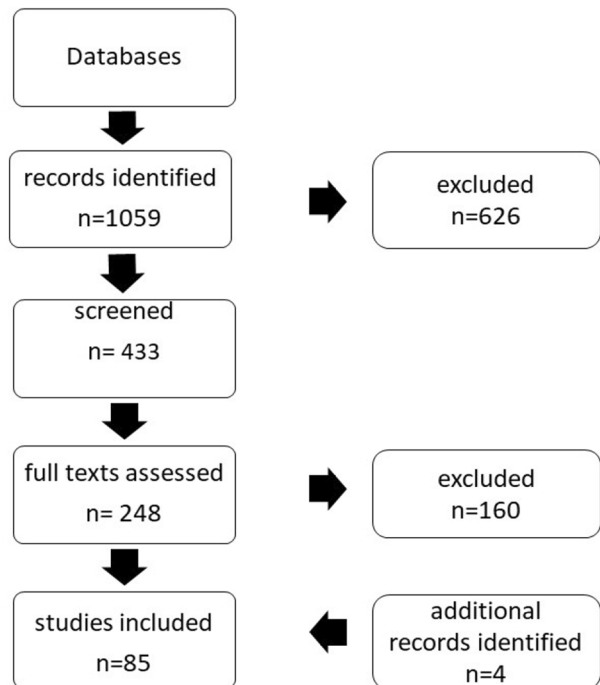 Databases
records identified
n=1059
excluded
n=626
screened
n= 433
full texts assessed
n= 248
excluded
n=160
studies included
n=85
additional
records identified
n=4